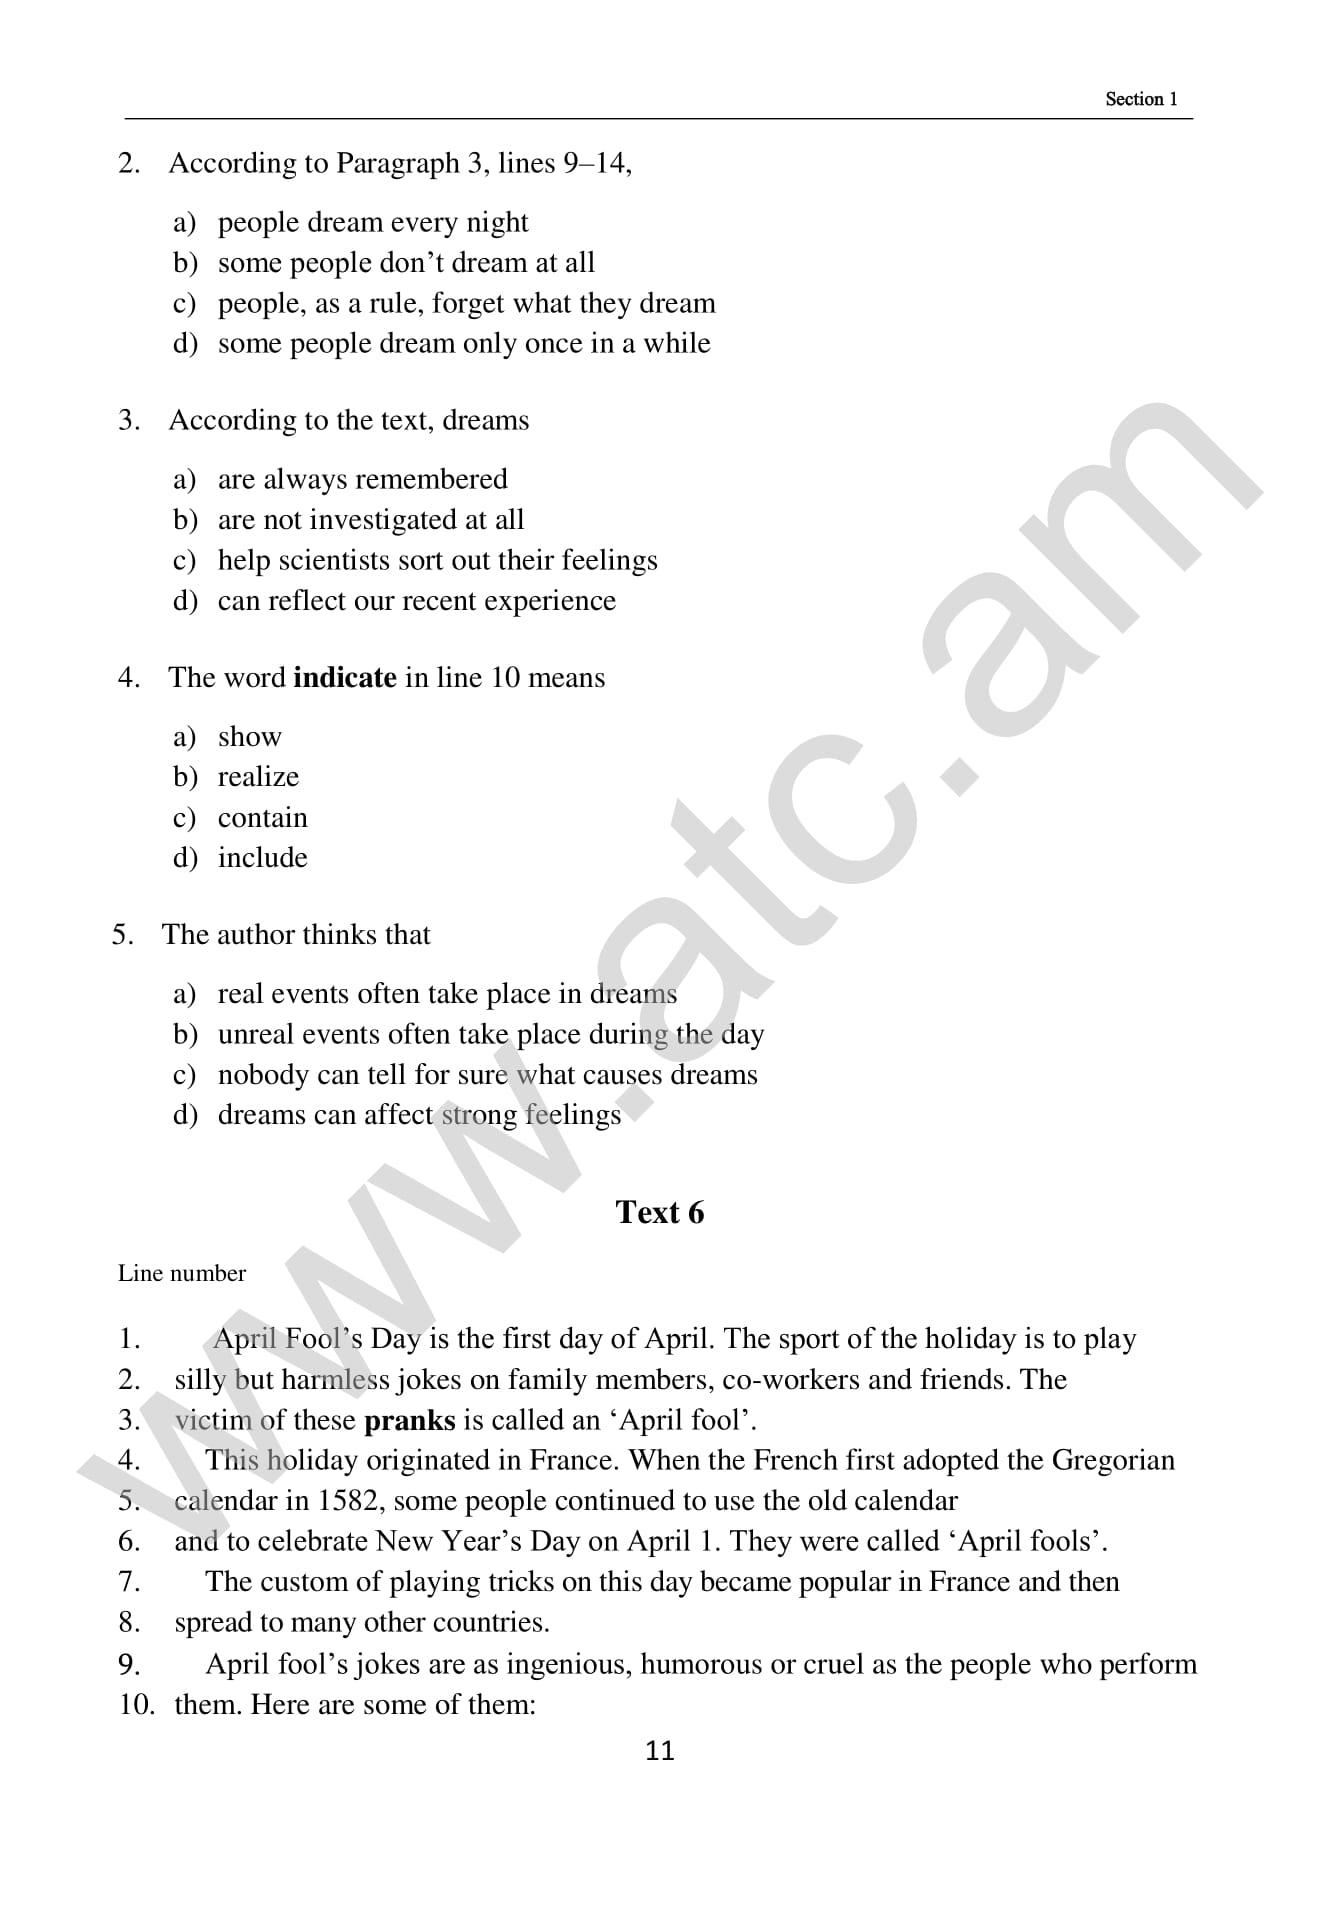 Section 1
2. According to Paragraph 3, lines 9–14,
a) people dream every night
b) some people don’t dream at all
c) people, as a rule, forget what they dream
d) some people dream only once in a while
3. According to the text, dreams
a) are always remembered
b) are not investigated at all
c) help scientists sort out their feelings
d) can reflect our recent experience
4. The word indicate in line 10 means
a) show
b) realize
c) contain
d) include
5. The author thinks that
a) real events often take place in dreams
b) unreal events often take place during the day
c) nobody can tell for sure what causes dreams
d) dreams can affect strong feelings
Text 6
Line number
1. April Fool’s Day is the first day of April. The sport of the holiday is to play
2. silly but harmless jokes on family members, co-workers and friends. The
3. victim of these pranks is called an ‘April fool’.
4. This holiday originated in France. When the French first adopted the Gregorian
5. calendar in 1582, some people continued to use the old calendar
6. and to celebrate New Year’s Day on April 1. They were called ‘April fools’.
7. The custom of playing tricks on this day became popular in France and then
8. spread to many other countries.
9. April fool’s jokes are as ingenious, humorous or cruel as the people who perform
10. them. Here are some of them:
11
www.atc.am